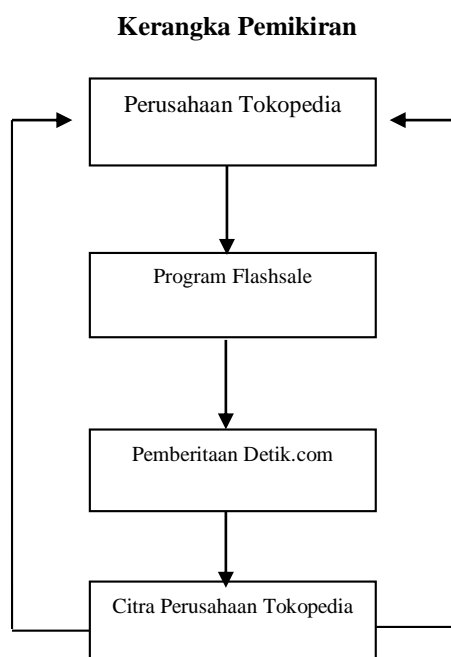 Kerangka Pemikiran
Perusahaan Tokopedia
Program Flashsale
Pemberitaan Detik.com
Citra Perusahaan Tokopedia